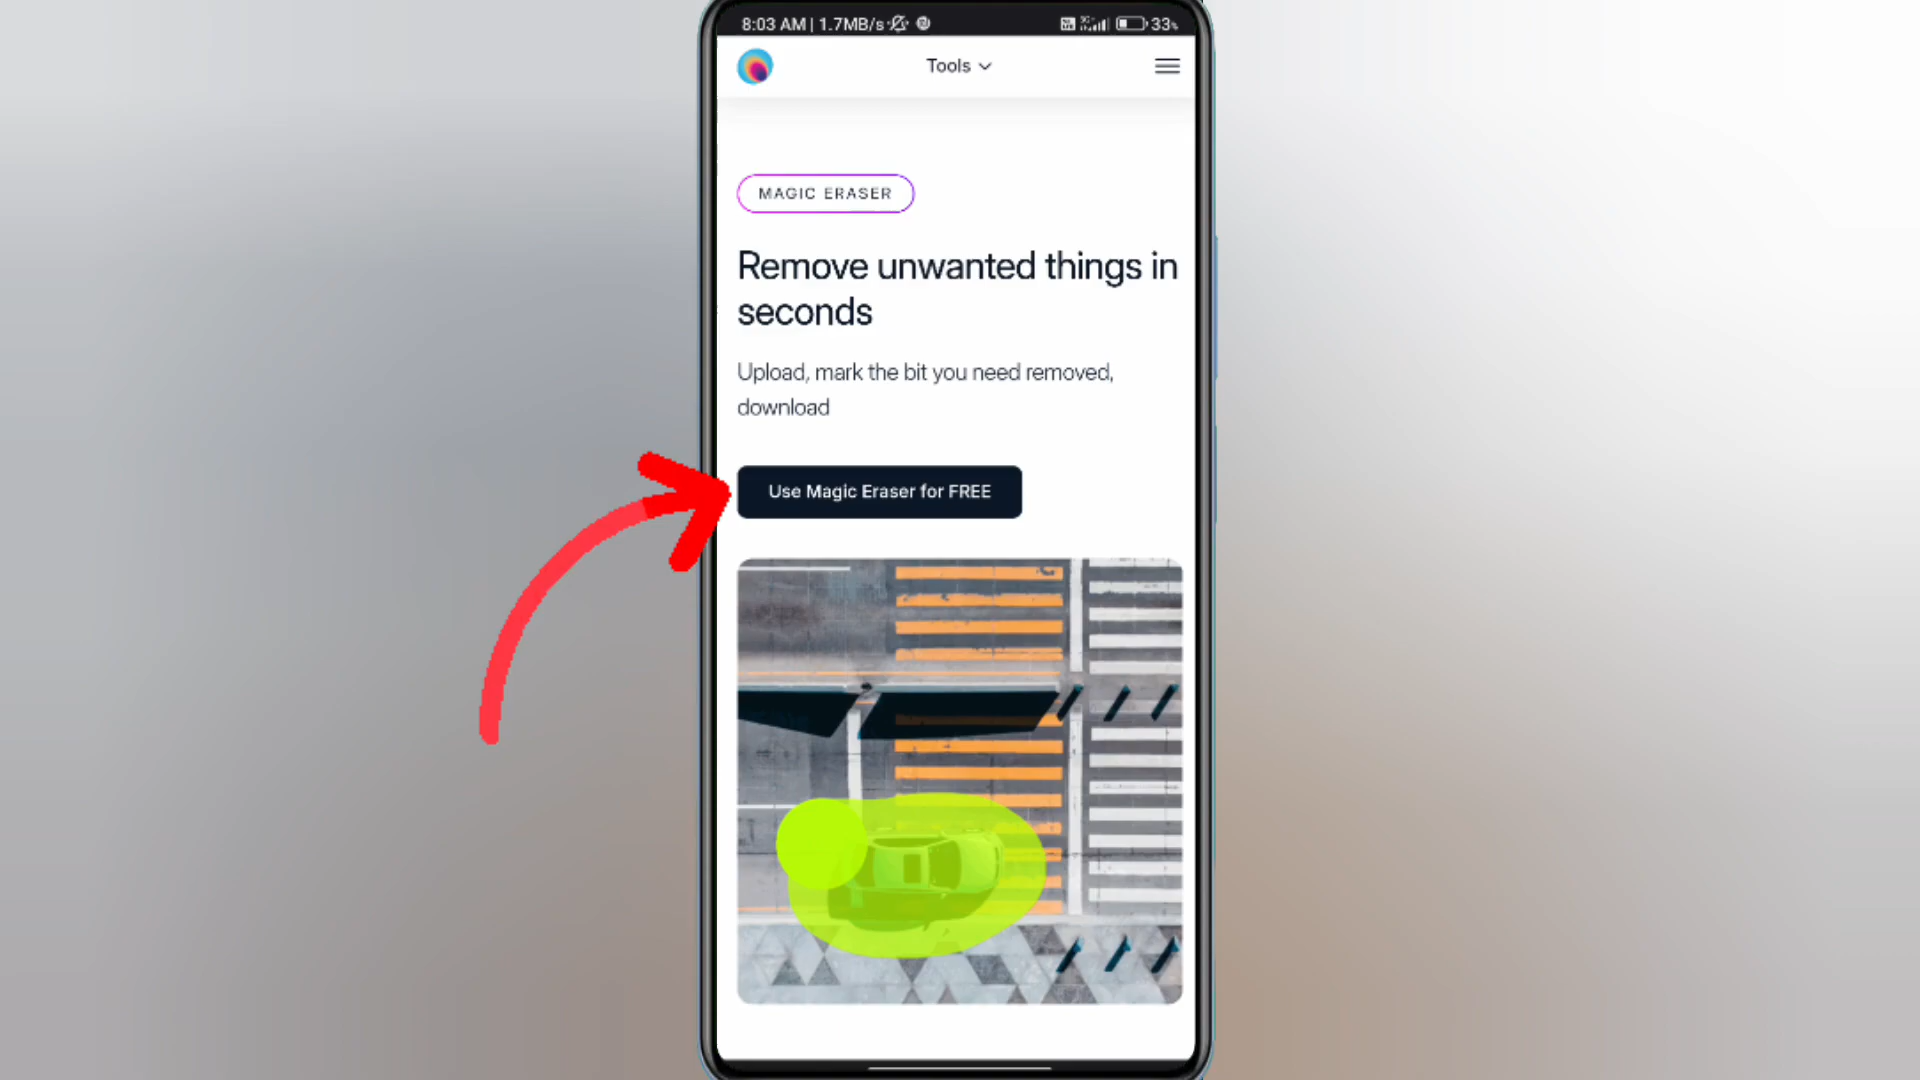 8:03 AM | 1.7MB/s
33%
Tools
MAGIC ERASER
Remove unwanted things in
seconds
Upload, mark the bit you need removed,
download
Use Magic Eraser for FREE